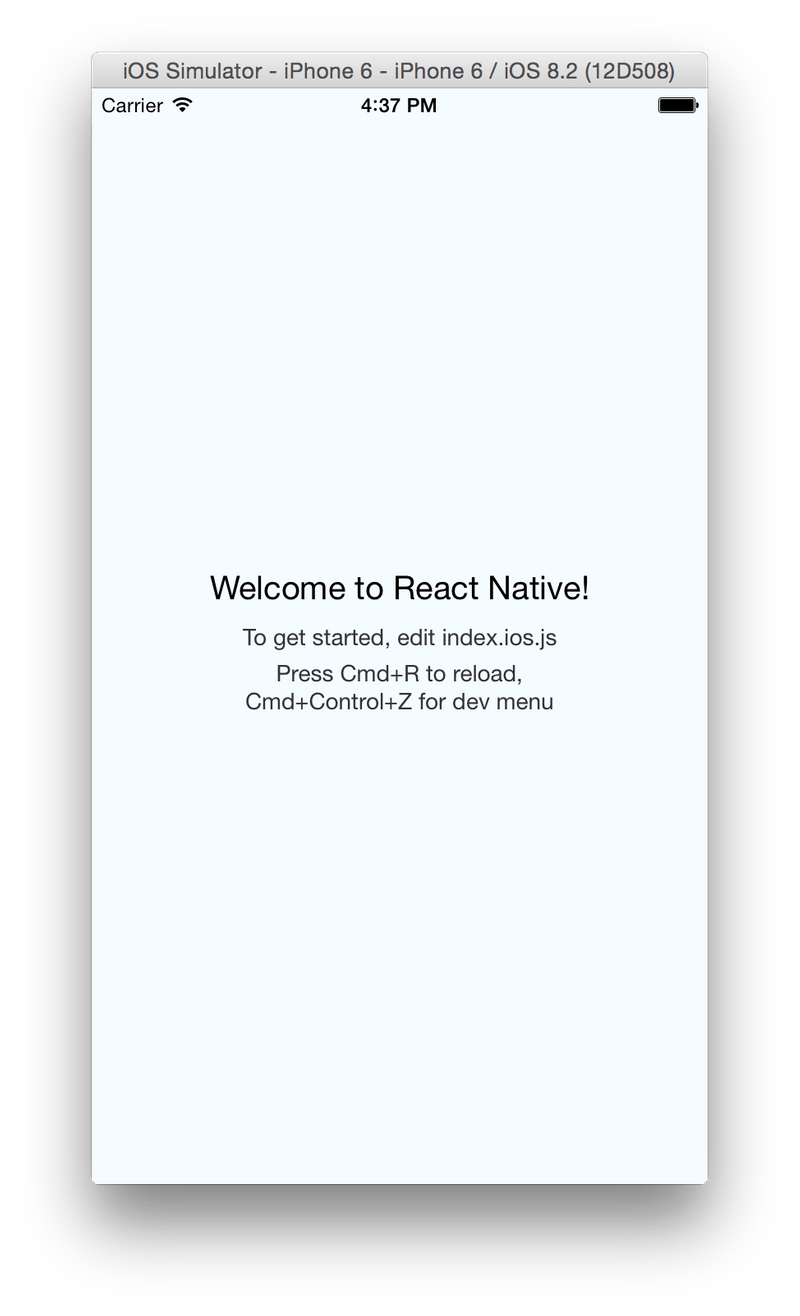 iOS Simulator - iPhone 6 - iPhone 6 / iOS 8.2 (12D508)
Carrier 4:37 PM
Welcome to React Native!
To get started, edit index.ios.js
Press Cmd+R to reload,
Cmd+Control+Z for dev menu